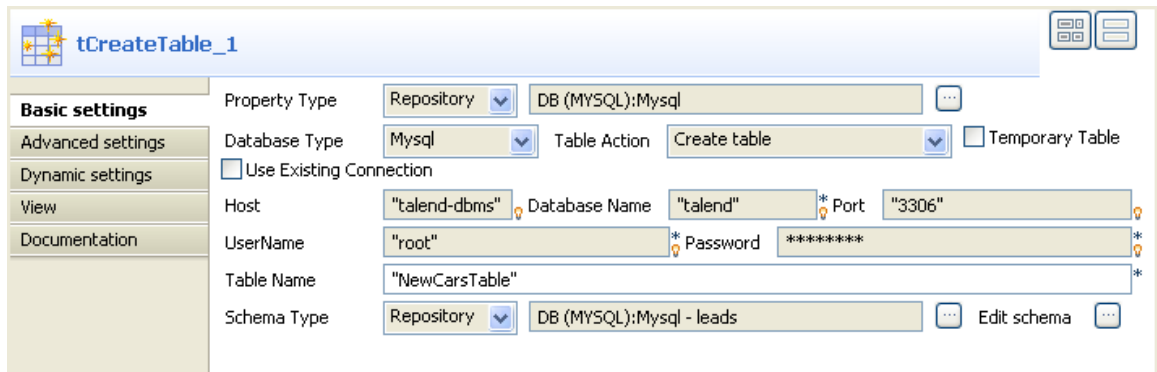 tCreateTable_1
Basic settings
Advanced settings
Dynamic settings
View
Documentation
Property Type Repository DB (MYSQL):Mysql ...
Database Type Mysql Table Action Create table Temporary Table
Use Existing Connection
Host "talend-dbms" Database Name "talend" * Port "3306"
UserName "root" * Password ******** *
Table Name "NewCarsTable" *
Schema Type Repository DB (MYSQL):Mysql - leads ... Edit schema ...